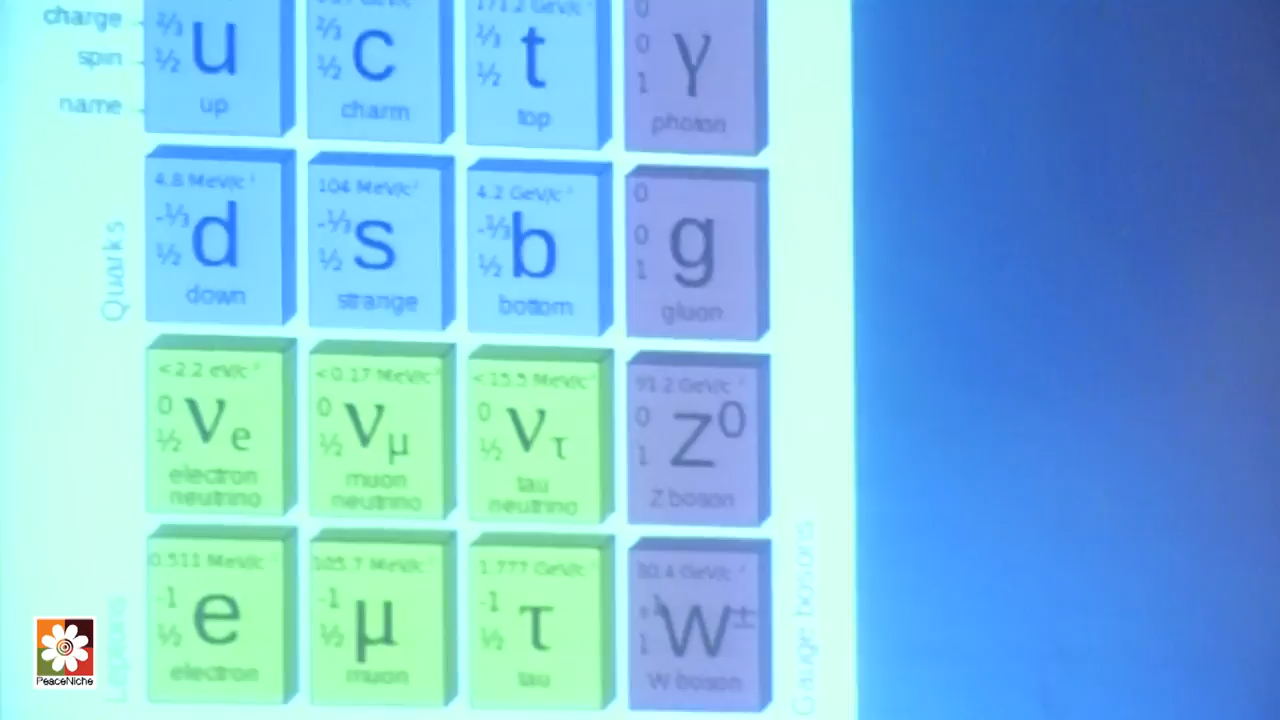 charge
spin
name
171.2 GeV/c²
⅔
½
u
up
⅔
½
c
charm
⅔
½
t
top
0
0
1
γ
photon
Quarks
4.8 MeV/c²
-⅓
½
d
down
104 MeV/c²
-⅓
½
s
strange
4.2 GeV/c²
-⅓
½
b
bottom
0
0
1
g
gluon
<2.2 eV/c²
0
½
νe
electron
neutrino
<0.17 MeV/c²
0
½
νμ
muon
neutrino
<15.5 MeV/c²
0
½
ντ
tau
neutrino
91.2 GeV/c²
0
1
Z⁰
Z boson
Leptons
0.511 MeV/c²
-1
½
e
electron
105.7 MeV/c²
-1
½
μ
muon
1.777 GeV/c²
-1
½
τ
tau
80.4 GeV/c²
±1
1
W±
W boson
Gauge bosons
PeaceNiche